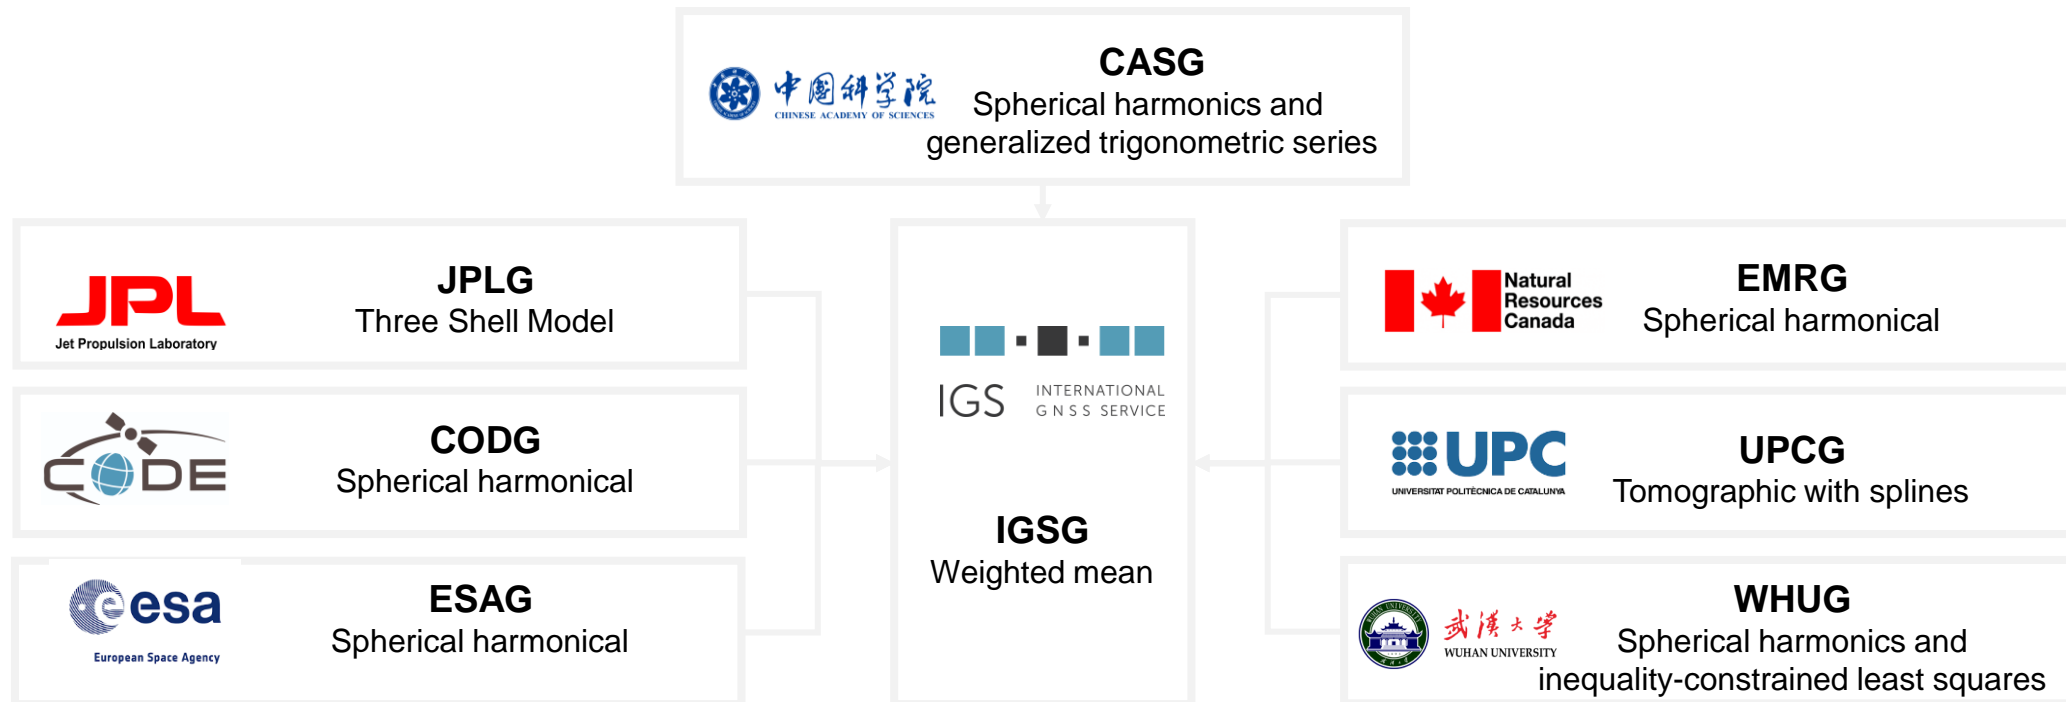 中国科学院
CHINESE ACADEMY OF SCIENCES
CASG
Spherical harmonics and
generalized trigonometric series
JPL
Jet Propulsion Laboratory
JPLG
Three Shell Model
CODE
CODG
Spherical harmonical
esa
European Space Agency
ESAG
Spherical harmonical
IGS
INTERNATIONAL
GNSS SERVICE
IGSG
Weighted mean
Natural
Resources
Canada
EMRG
Spherical harmonical
UPC
UNIVERSITAT POLITÈCNICA DE CATALUNYA
UPCG
Tomographic with splines
武漢大学
WUHAN UNIVERSITY
WHUG
Spherical harmonics and
inequality-constrained least squares